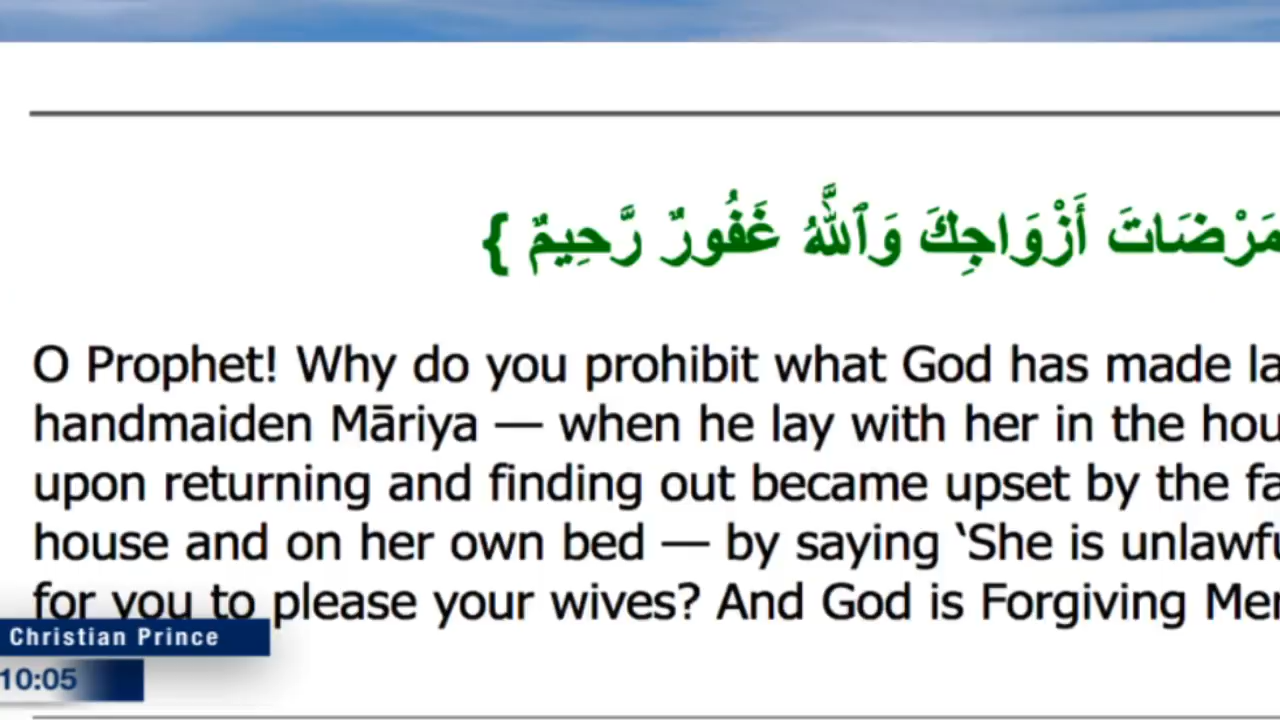 مَرْضَاتَ أَزْوَاجِكَ وَٱللَّهُ غَفُورٌ رَّحِيمٌ }
O Prophet! Why do you prohibit what God has made la
handmaiden Māriya — when he lay with her in the hou
upon returning and finding out became upset by the fa
house and on her own bed — by saying ‘She is unlawfu
for you to please your wives? And God is Forgiving Mer
Christian Prince
10:05